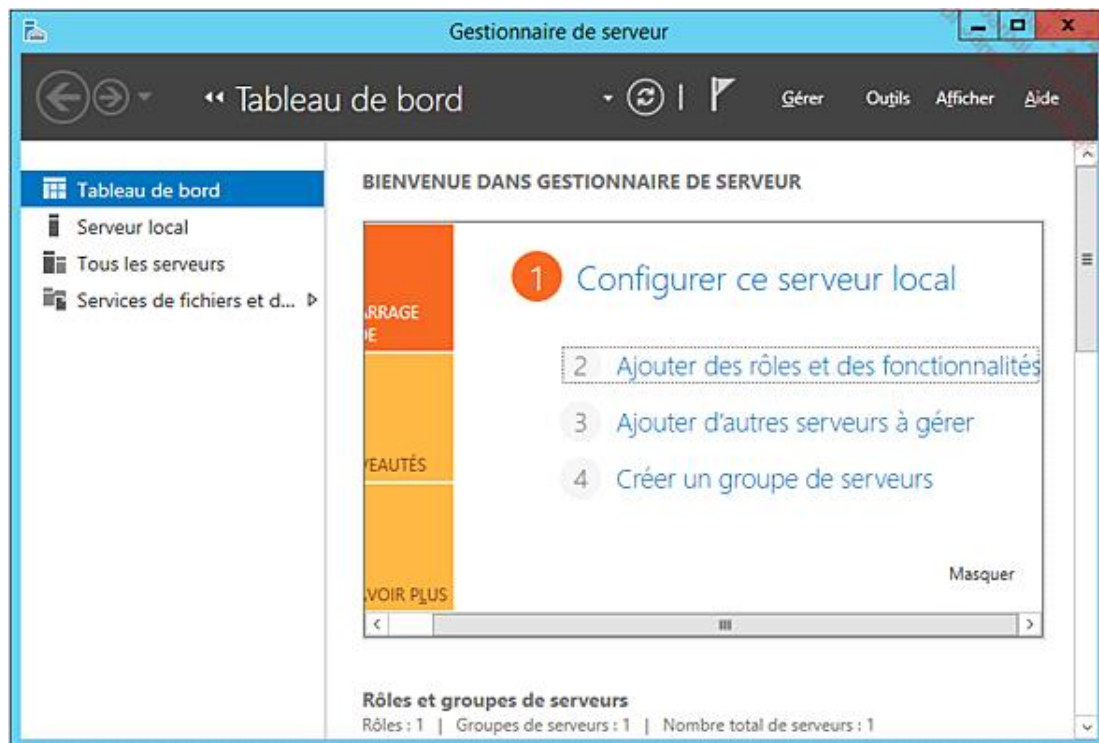 Gestionnaire de serveur
Tableau de bord
Gérer Outils Afficher Aide
Tableau de bord
Serveur local
Tous les serveurs
Services de fichiers et d...
BIENVENUE DANS GESTIONNAIRE DE SERVEUR
ARRAGE
DE
VEAUTÉS
AVOIR PLUS
1 Configurer ce serveur local
2 Ajouter des rôles et des fonctionnalités
3 Ajouter d'autres serveurs à gérer
4 Créer un groupe de serveurs
Masquer
Rôles et groupes de serveurs
Rôles : 1 | Groupes de serveurs : 1 | Nombre total de serveurs : 1